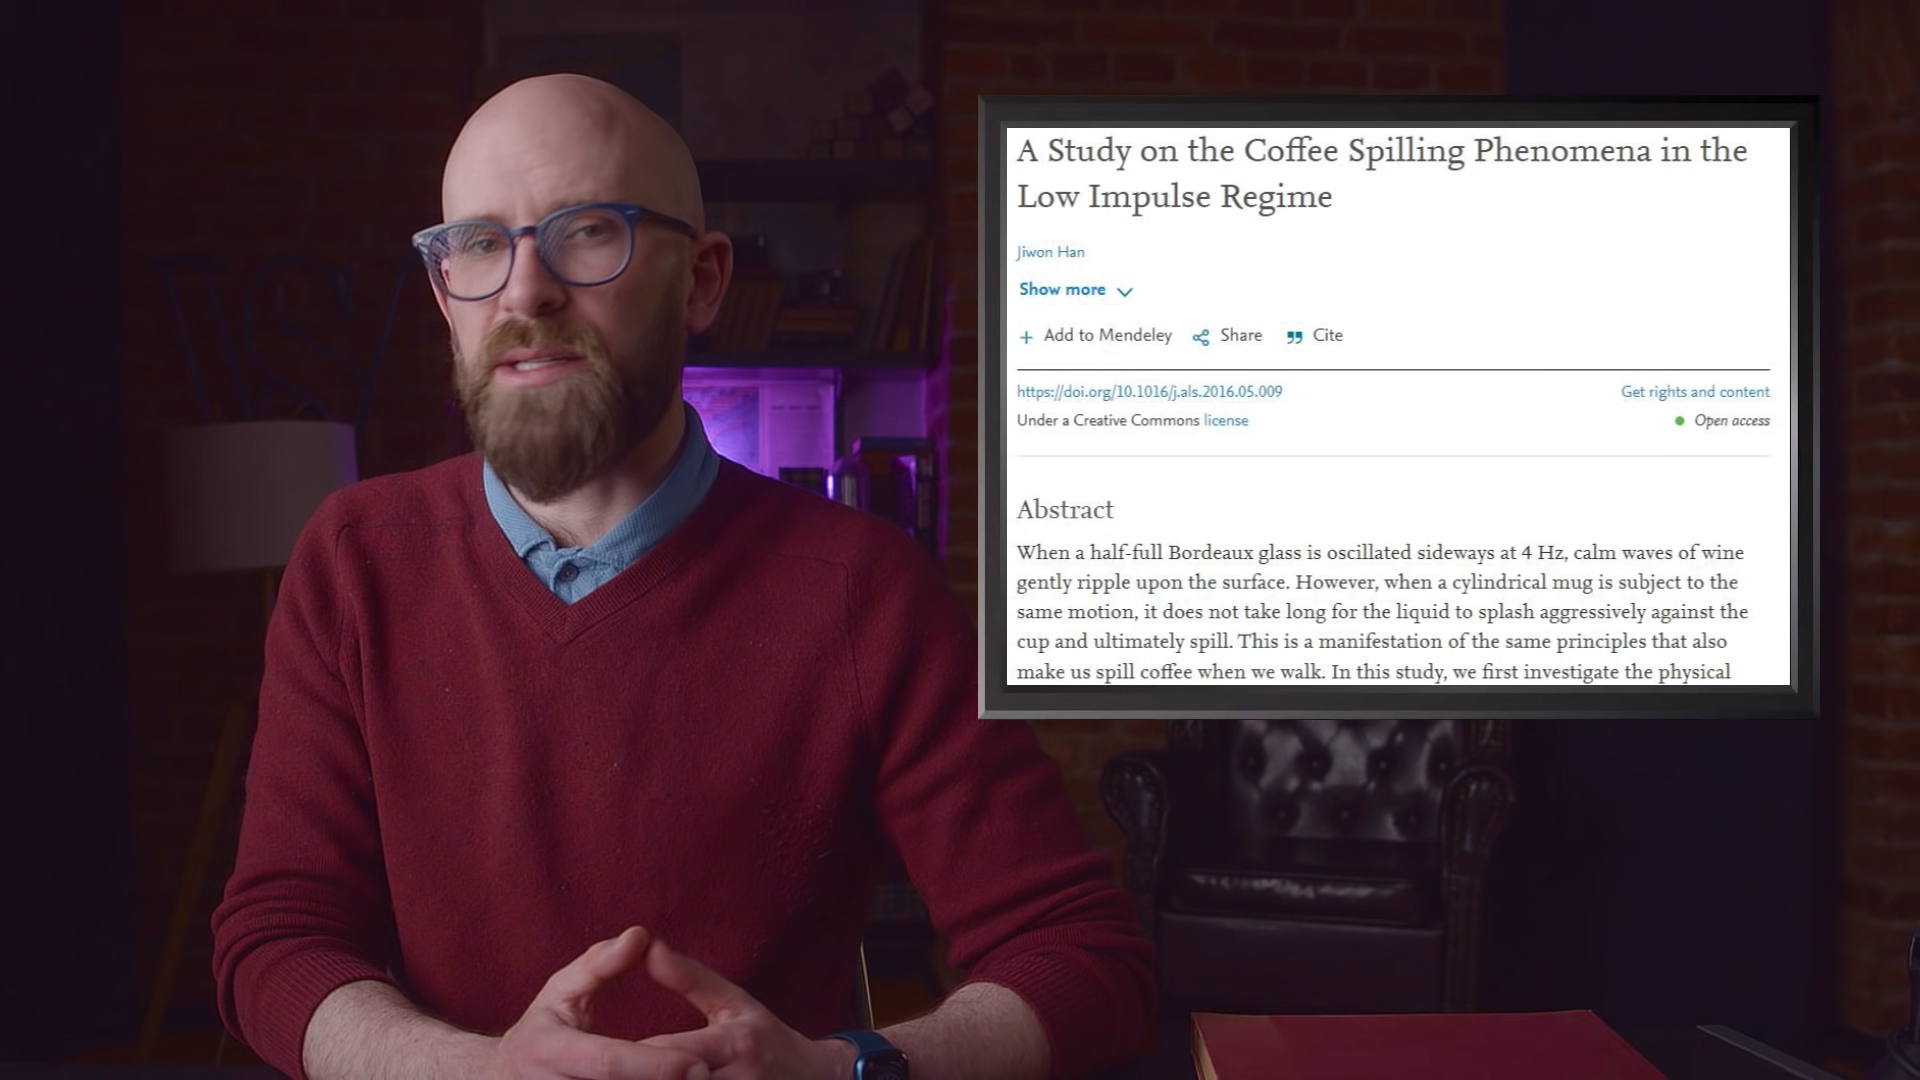 A Study on the Coffee Spilling Phenomena in the
Low Impulse Regime
Jiwon Han
Show more
Add to Mendeley Share Cite
https://doi.org/10.1016/j.als.2016.05.009 Get rights and content
Under a Creative Commons license Open access
Abstract
When a half-full Bordeaux glass is oscillated sideways at 4 Hz, calm waves of wine
gently ripple upon the surface. However, when a cylindrical mug is subject to the
same motion, it does not take long for the liquid to splash aggressively against the
cup and ultimately spill. This is a manifestation of the same principles that also
make us spill coffee when we walk. In this study, we first investigate the physical